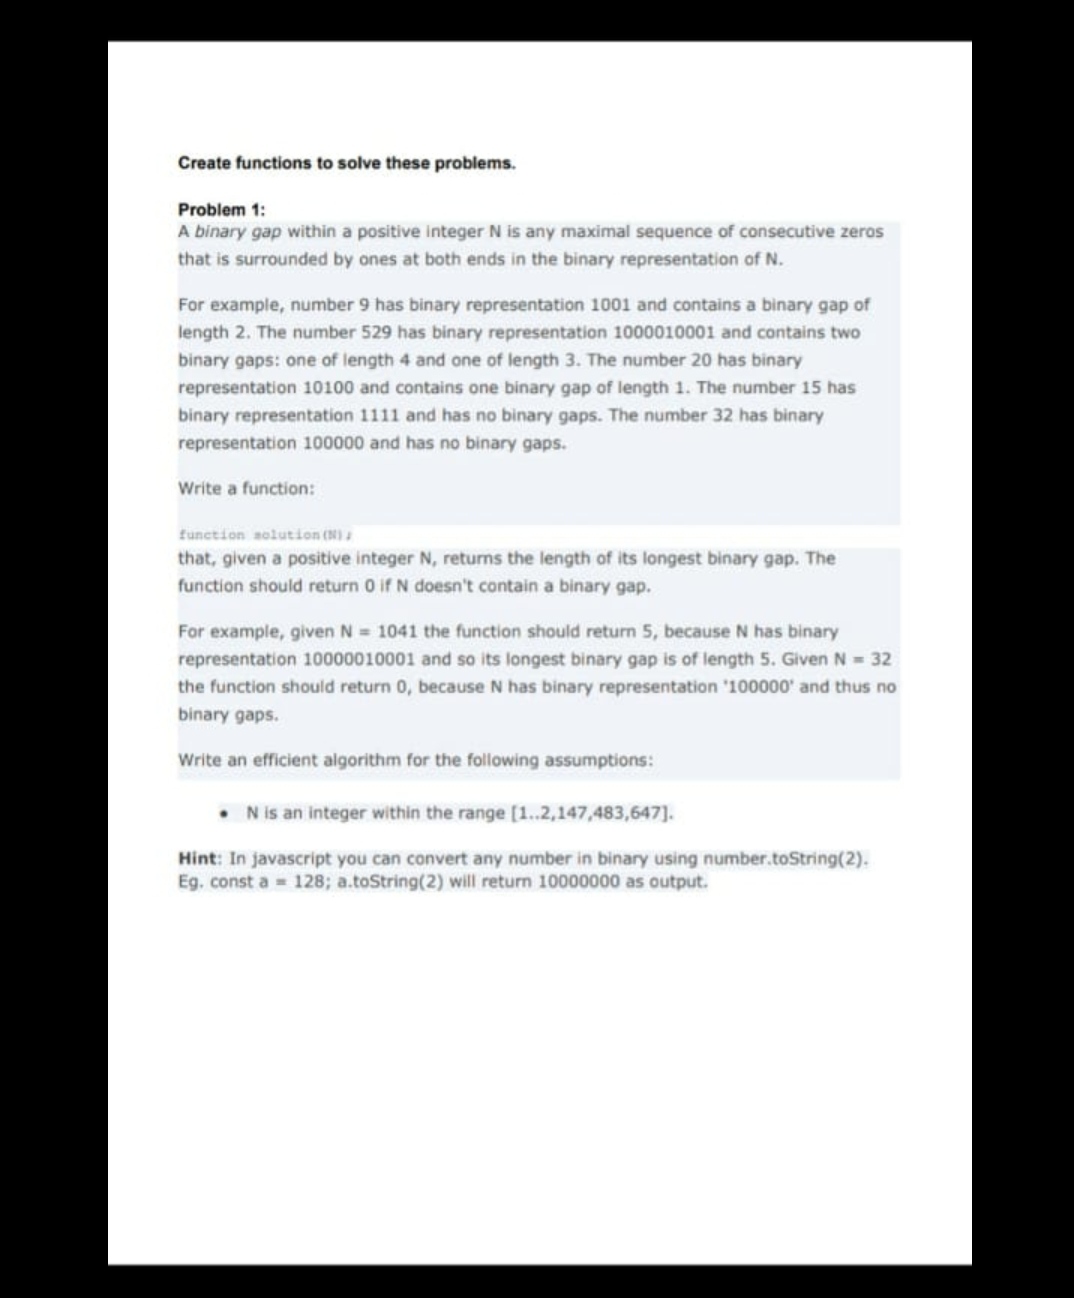 Create functions to solve these problems.
Problem 1:
A binary gap within a positive integer N is any maximal sequence of consecutive zeros
that is surrounded by ones at both ends in the binary representation of N.
For example, number 9 has binary representation 1001 and contains a binary gap of
length 2. The number 529 has binary representation 1000010001 and contains two
binary gaps: one of length 4 and one of length 3. The number 20 has binary
representation 10100 and contains one binary gap of length 1. The number 15 has
binary representation 1111 and has no binary gaps. The number 32 has binary
representation 100000 and has no binary gaps.
Write a function:
function solution(N);
that, given a positive integer N, returns the length of its longest binary gap. The
function should return 0 if N doesn't contain a binary gap.
For example, given N = 1041 the function should return 5, because N has binary
representation 10000010001 and so its longest binary gap is of length 5. Given N = 32
the function should return 0, because N has binary representation '100000' and thus no
binary gaps.
Write an efficient algorithm for the following assumptions:
• N is an integer within the range [1..2,147,483,647].
Hint: In javascript you can convert any number in binary using number.toString(2).
Eg. const a = 128; a.toString(2) will return 10000000 as output.